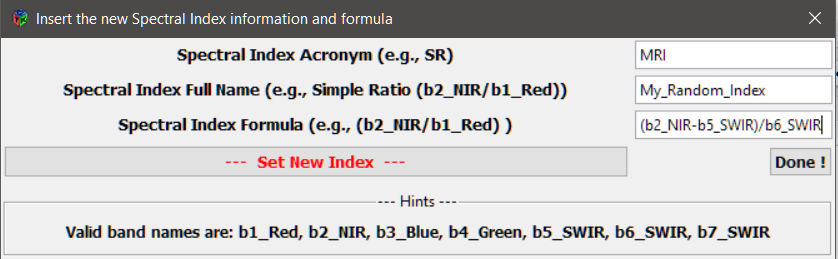 Insert the new Spectral Index information and formula
Spectral Index Acronym (e.g., SR) MRI
Spectral Index Full Name (e.g., Simple Ratio (b2_NIR/b1_Red)) My_Random_Index
Spectral Index Formula (e.g., (b2_NIR/b1_Red) ) (b2_NIR-b5_SWIR)/b6_SWIR
--- Set New Index --- Done !
--- Hints ---
Valid band names are: b1_Red, b2_NIR, b3_Blue, b4_Green, b5_SWIR, b6_SWIR, b7_SWIR